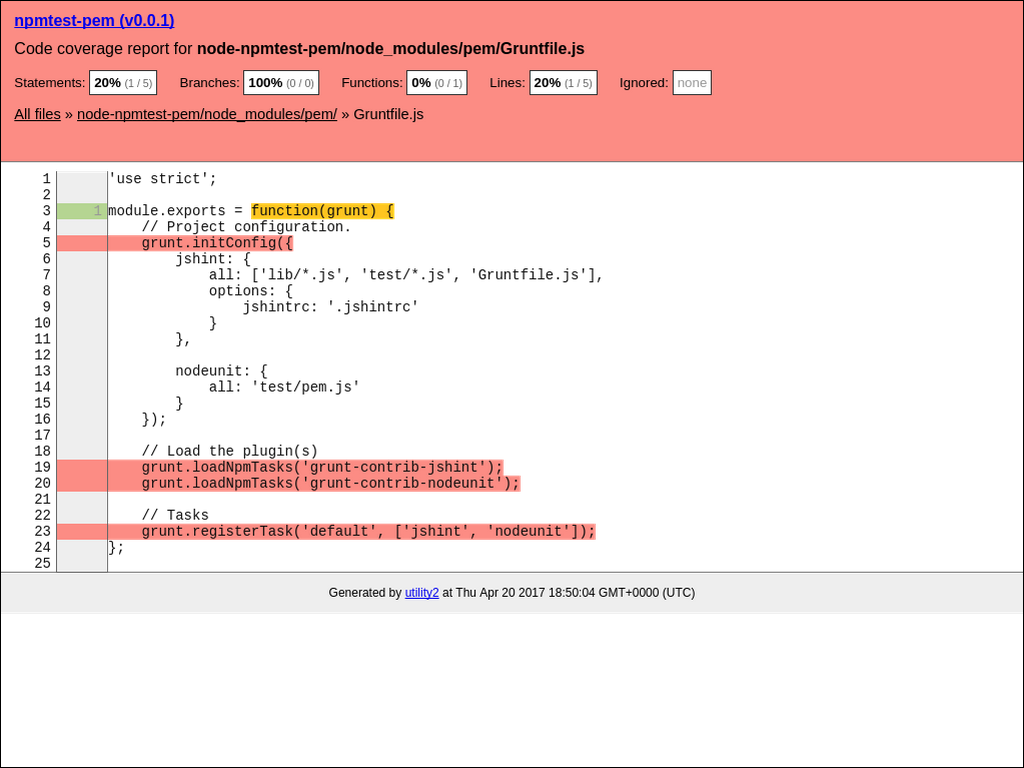 npmtest-pem (v0.0.1)
Code coverage report for node-npmtest-pem/node_modules/pem/Gruntfile.js
Statements: 20% (1 / 5) Branches: 100% (0 / 0) Functions: 0% (0 / 1) Lines: 20% (1 / 5) Ignored: none
All files » node-npmtest-pem/node_modules/pem/ » Gruntfile.js
1 'use strict';
2
3 1 module.exports = function(grunt) {
4     // Project configuration.
5     grunt.initConfig({
6         jshint: {
7             all: ['lib/*.js', 'test/*.js', 'Gruntfile.js'],
8             options: {
9                 jshintrc: '.jshintrc'
10             }
11         },
12
13         nodeunit: {
14             all: 'test/pem.js'
15         }
16     });
17
18     // Load the plugin(s)
19     grunt.loadNpmTasks('grunt-contrib-jshint');
20     grunt.loadNpmTasks('grunt-contrib-nodeunit');
21
22     // Tasks
23     grunt.registerTask('default', ['jshint', 'nodeunit']);
24 };
25
Generated by utility2 at Thu Apr 20 2017 18:50:04 GMT+0000 (UTC)